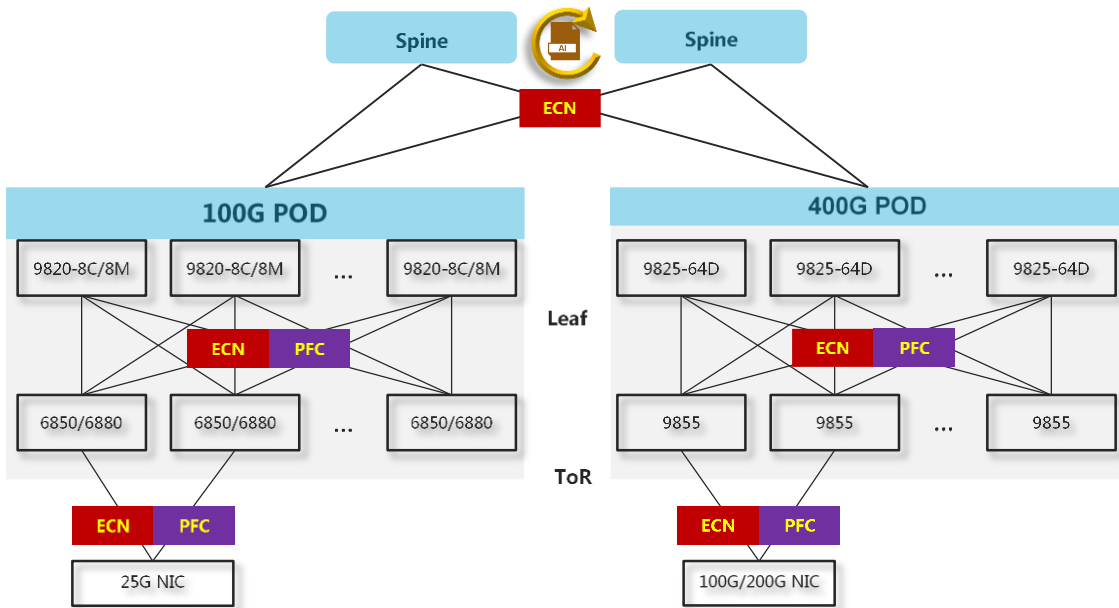 Spine
AI
Spine
ECN
100G POD
400G POD
9820-8C/8M
9820-8C/8M
...
9820-8C/8M
9825-64D
9825-64D
...
9825-64D
Leaf
ECN PFC
ECN PFC
6850/6880
6850/6880
...
6850/6880
9855
9855
...
9855
ToR
ECN PFC
ECN PFC
25G NIC
100G/200G NIC